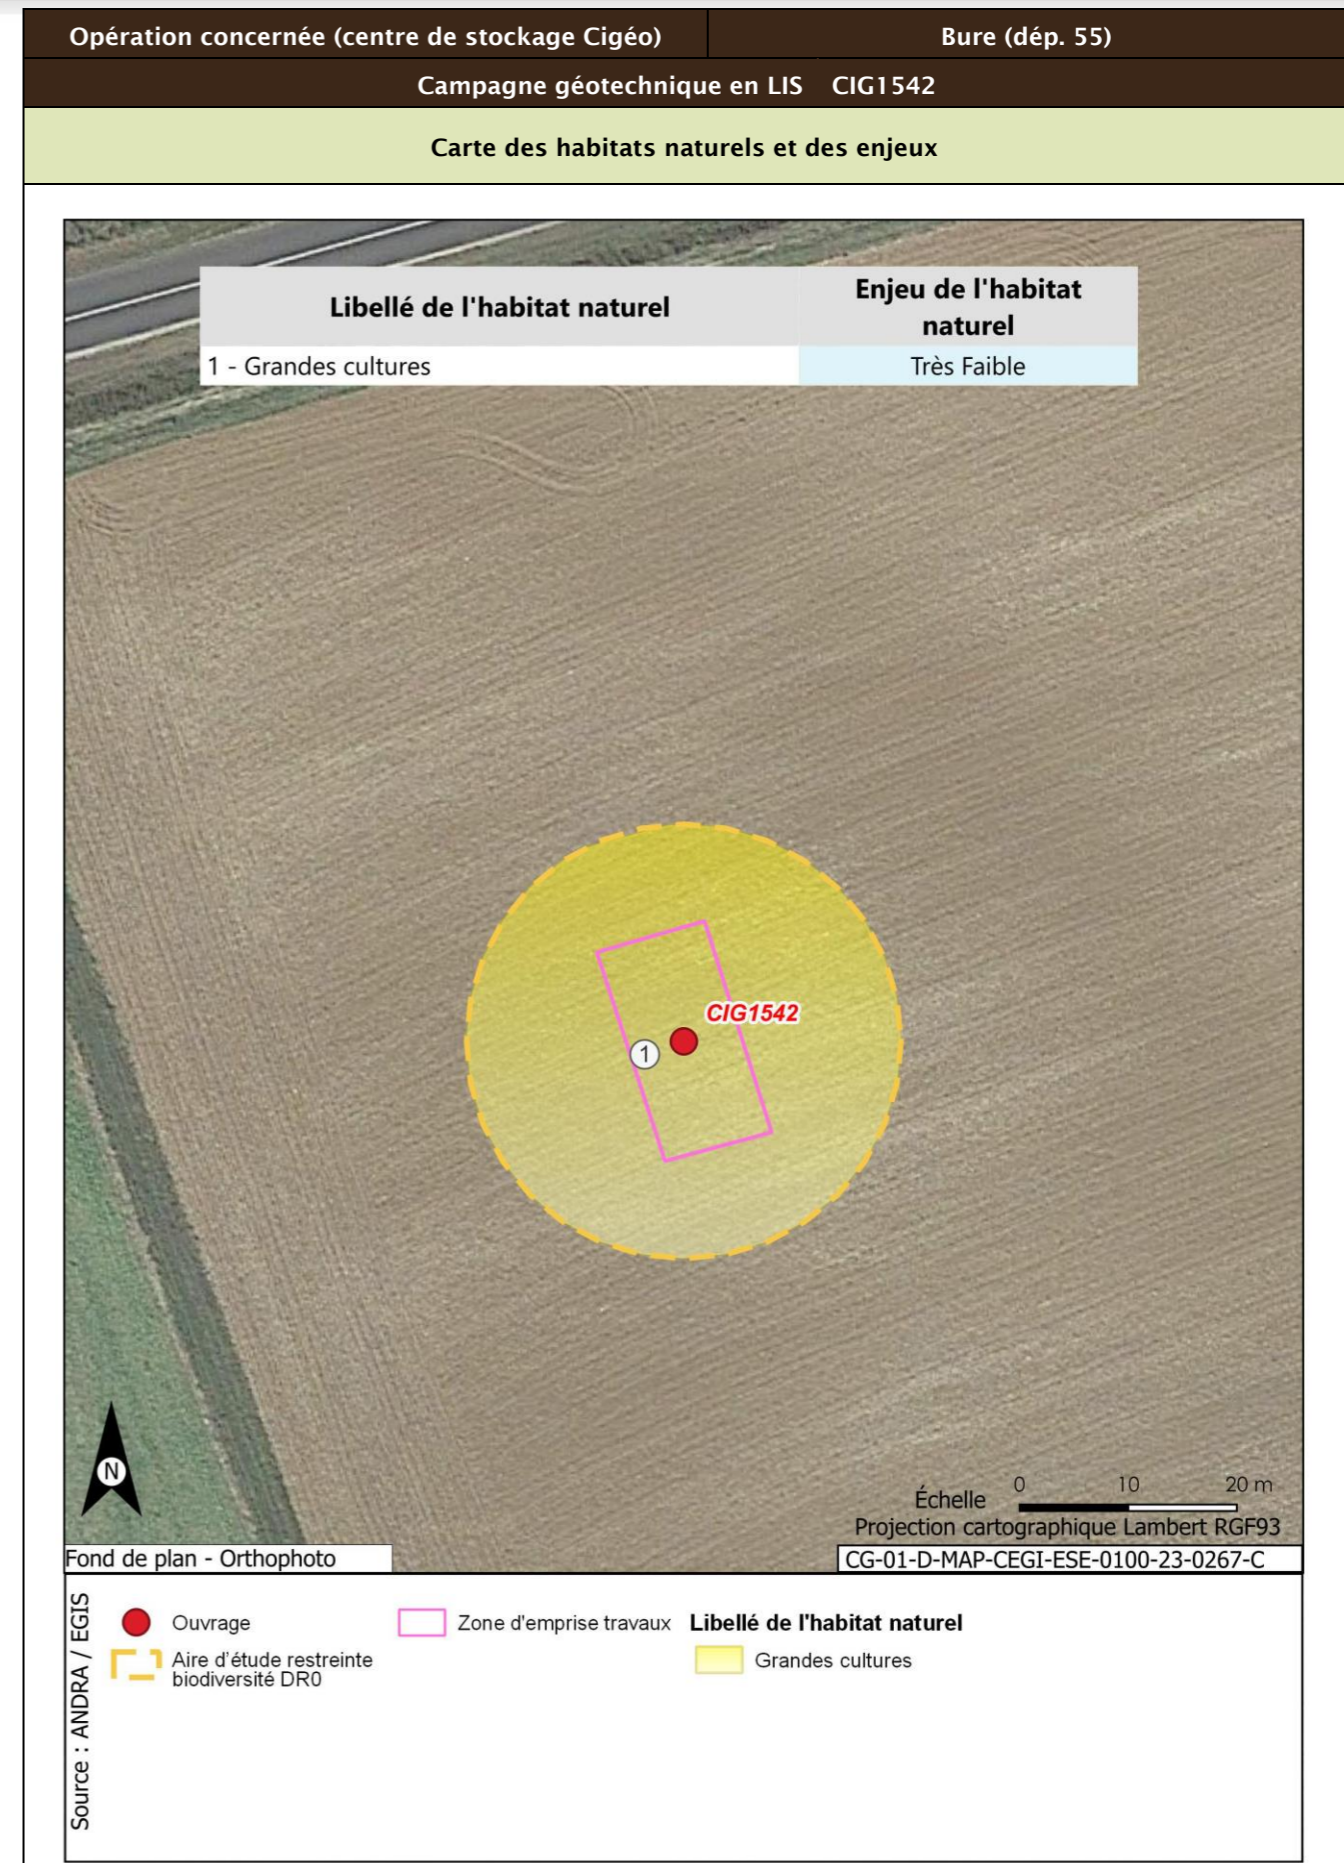 Opération concernée (centre de stockage Cigéo) Bure (dép. 55)
Campagne géotechnique en LIS CIG1542
Carte des habitats naturels et des enjeux
Libellé de l'habitat naturel
Enjeu de l'habitat
naturel
1 - Grandes cultures Très Faible
CIG1542
1
N
Échelle 0 10 20 m
Projection cartographique Lambert RGF93
Fond de plan - Orthophoto
CG-01-D-MAP-CEGI-ESE-0100-23-0267-C
Source : ANDRA / EGIS
Ouvrage
Aire d'étude restreinte
biodiversité DR0
Zone d'emprise travaux
Libellé de l'habitat naturel
Grandes cultures